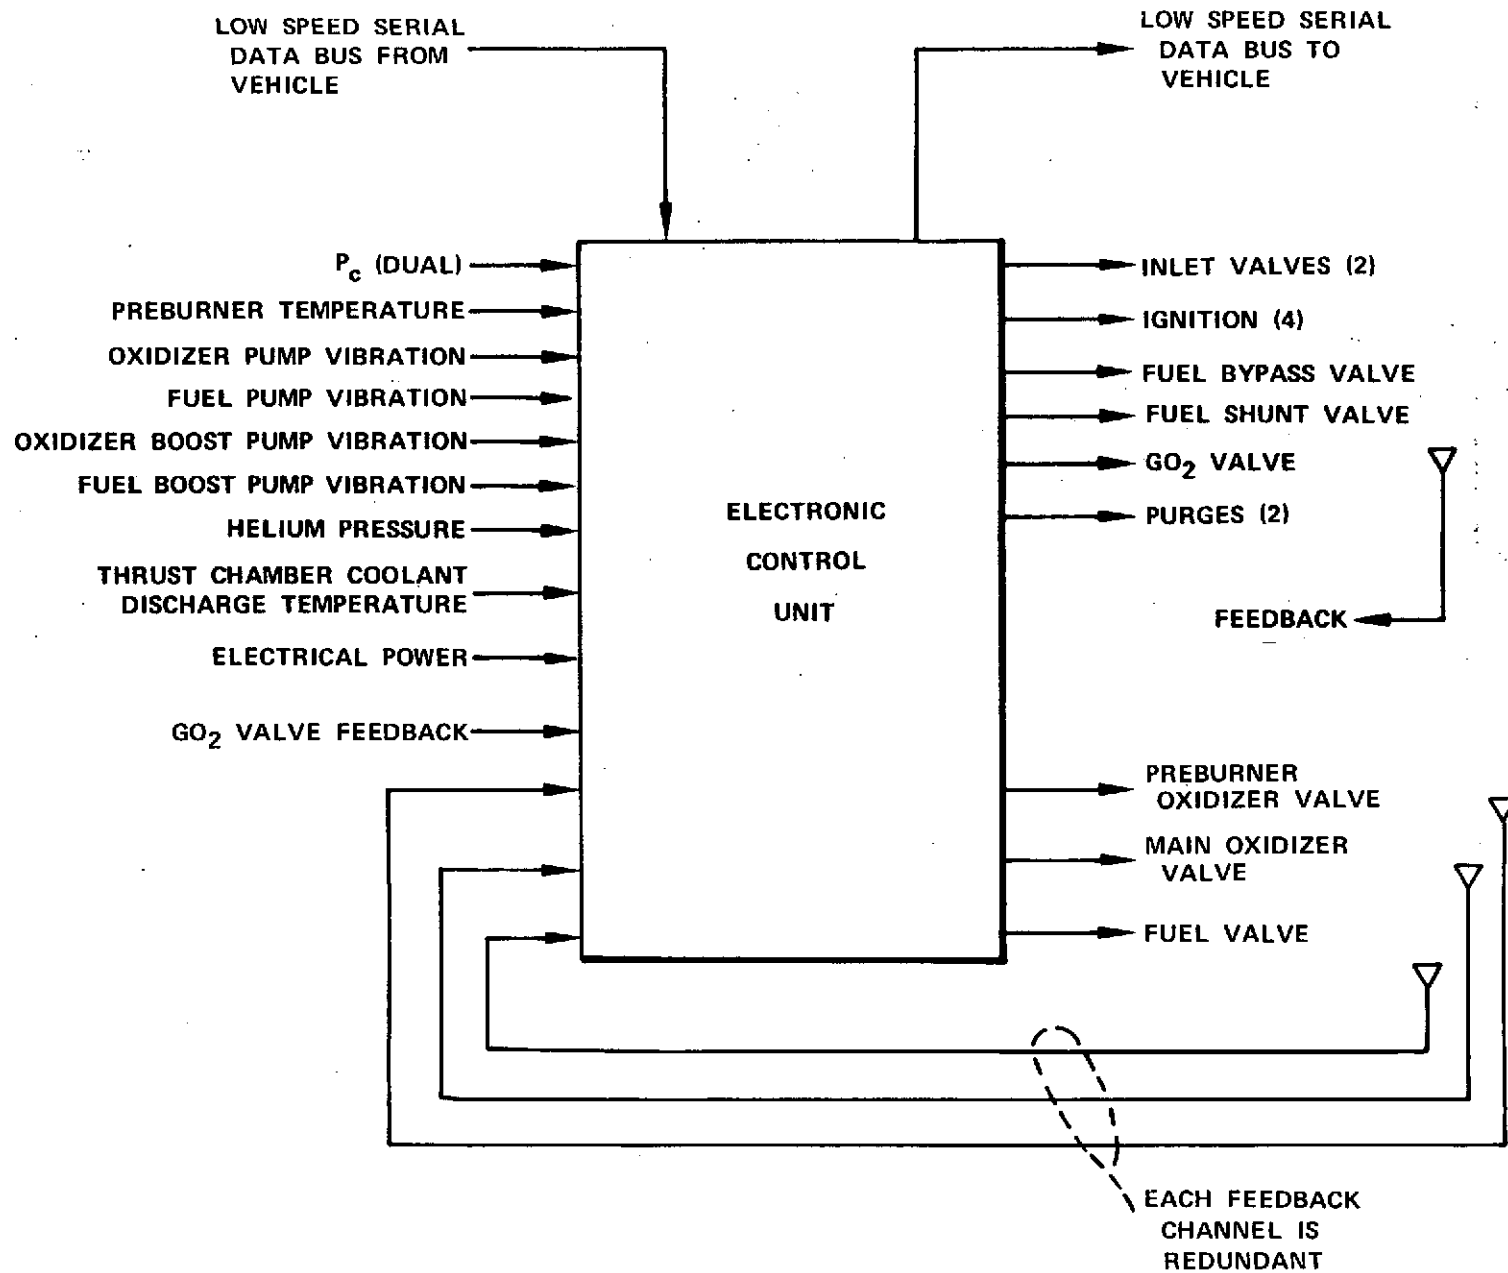 LOW SPEED SERIAL
DATA BUS FROM
VEHICLE
LOW SPEED SERIAL
DATA BUS TO
VEHICLE
Pc (DUAL)
PREBURNER TEMPERATURE
OXIDIZER PUMP VIBRATION
FUEL PUMP VIBRATION
OXIDIZER BOOST PUMP VIBRATION
FUEL BOOST PUMP VIBRATION
HELIUM PRESSURE
THRUST CHAMBER COOLANT
DISCHARGE TEMPERATURE
ELECTRICAL POWER
GO2 VALVE FEEDBACK
ELECTRONIC
CONTROL
UNIT
INLET VALVES (2)
IGNITION (4)
FUEL BYPASS VALVE
FUEL SHUNT VALVE
GO2 VALVE
PURGES (2)
FEEDBACK
PREBURNER
OXIDIZER VALVE
MAIN OXIDIZER
VALVE
FUEL VALVE
EACH FEEDBACK
CHANNEL IS
REDUNDANT